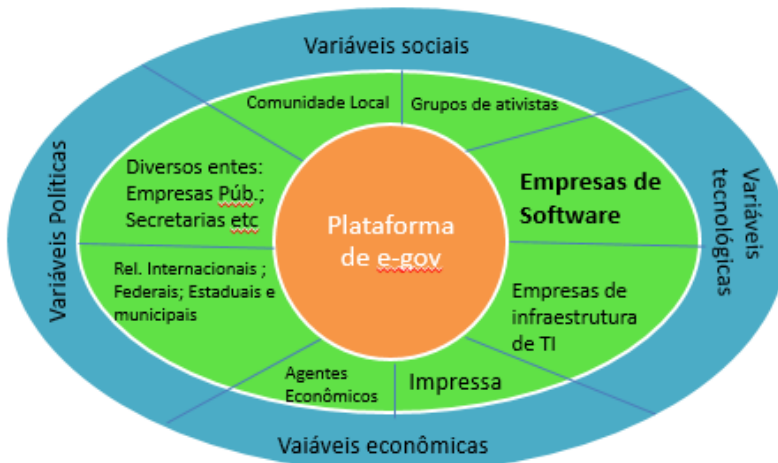 Variáveis sociais
Comunidade Local
Grupos de ativistas
Diversos entes:
Empresas Púb.;
Secretarias etc
Empresas de
Software
Variáveis Políticas
Variáveis
tecnológicas
Plataforma
de e-gov
Rel. Internacionais ;
Federais; Estaduais e
municipais
Empresas de
infraestrutura
de TI
Agentes
Econômicos
Impressa
Vaiáveis econômicas